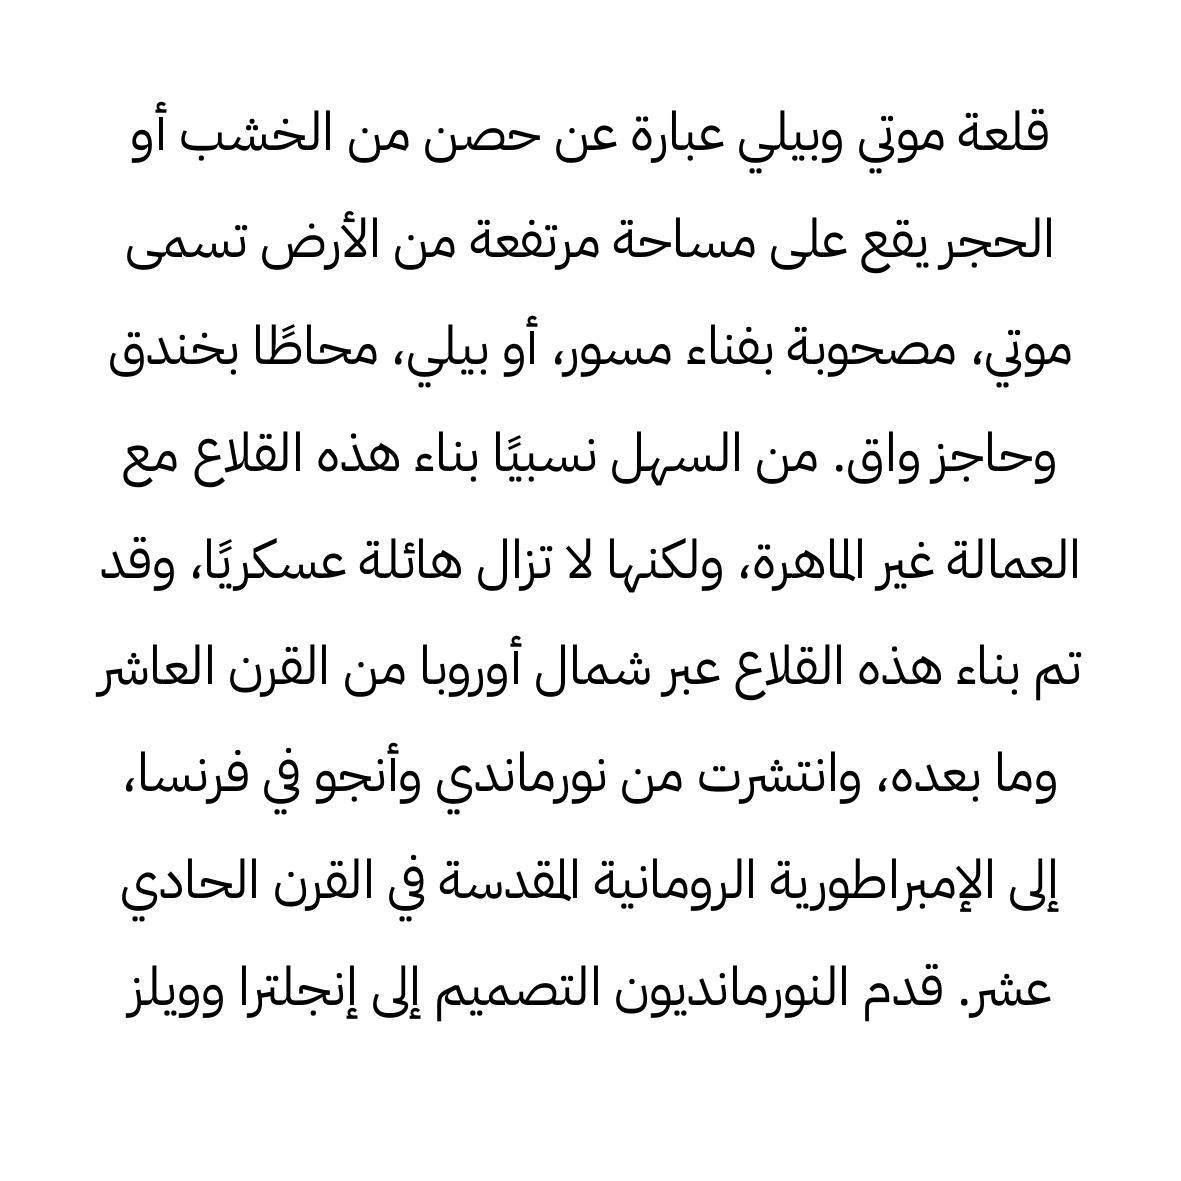 قلعة موتي وبيلي عبارة عن حصن من الخشب أو
الحجر يقع على مساحة مرتفعة من الأرض تسمى
موتي، مصحوبة بفناء مسور، أو بيلي، محاطًا بخندق
وحاجز واق. من السهل نسبيًا بناء هذه القلاع مع
العمالة غير الماهرة، ولكنها لا تزال هائلة عسكريًا، وقد
تم بناء هذه القلاع عبر شمال أوروبا من القرن العاشر
وما بعده، وانتشرت من نورماندي وأنجو في فرنسا،
إلى الإمبراطورية الرومانية المقدسة في القرن الحادي
عشر. قدم النورمانديون التصميم إلى إنجلترا وويلز